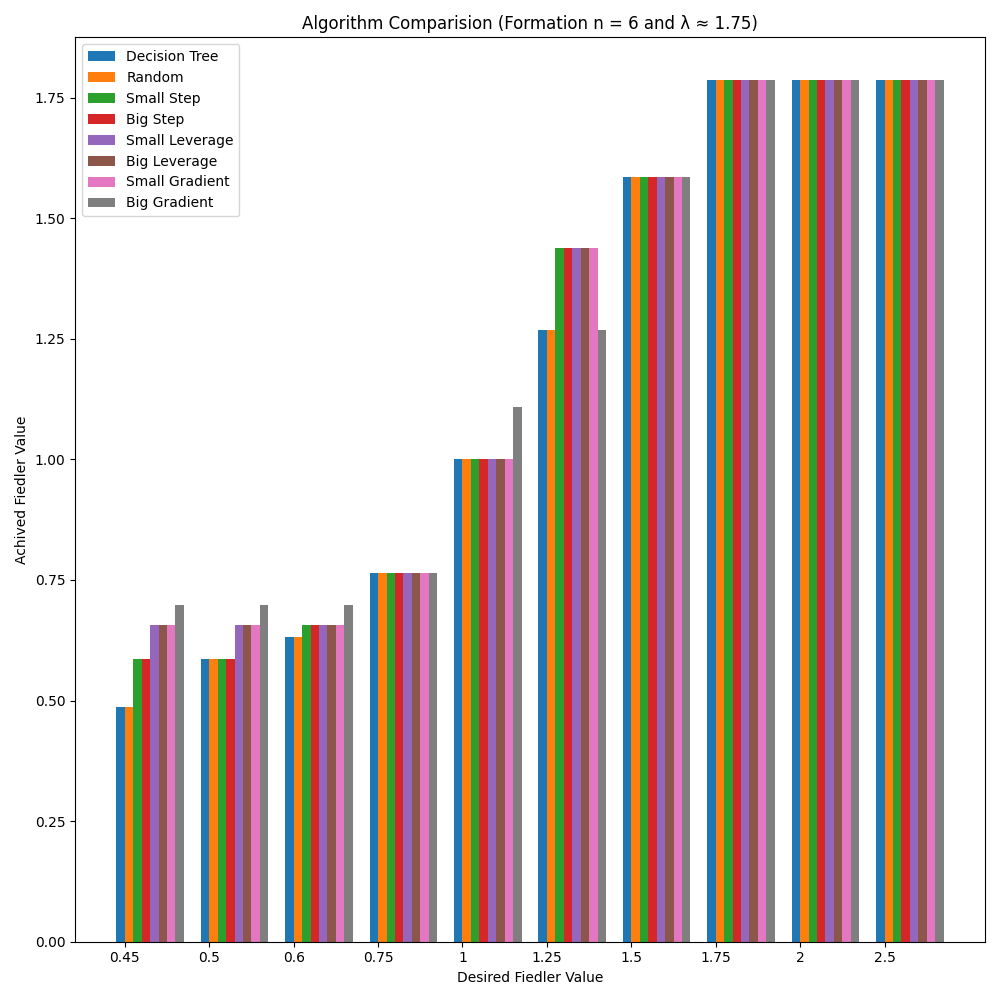 Algorithm Comparision (Formation n = 6 and λ ≈ 1.75)
Decision Tree
Random
Small Step
Big Step
Small Leverage
Big Leverage
Small Gradient
Big Gradient
Achived Fiedler Value
1.75
1.50
1.25
1.00
0.75
0.50
0.25
0.00
0.45 0.5 0.6 0.75 1 1.25 1.5 1.75 2 2.5
Desired Fiedler Value